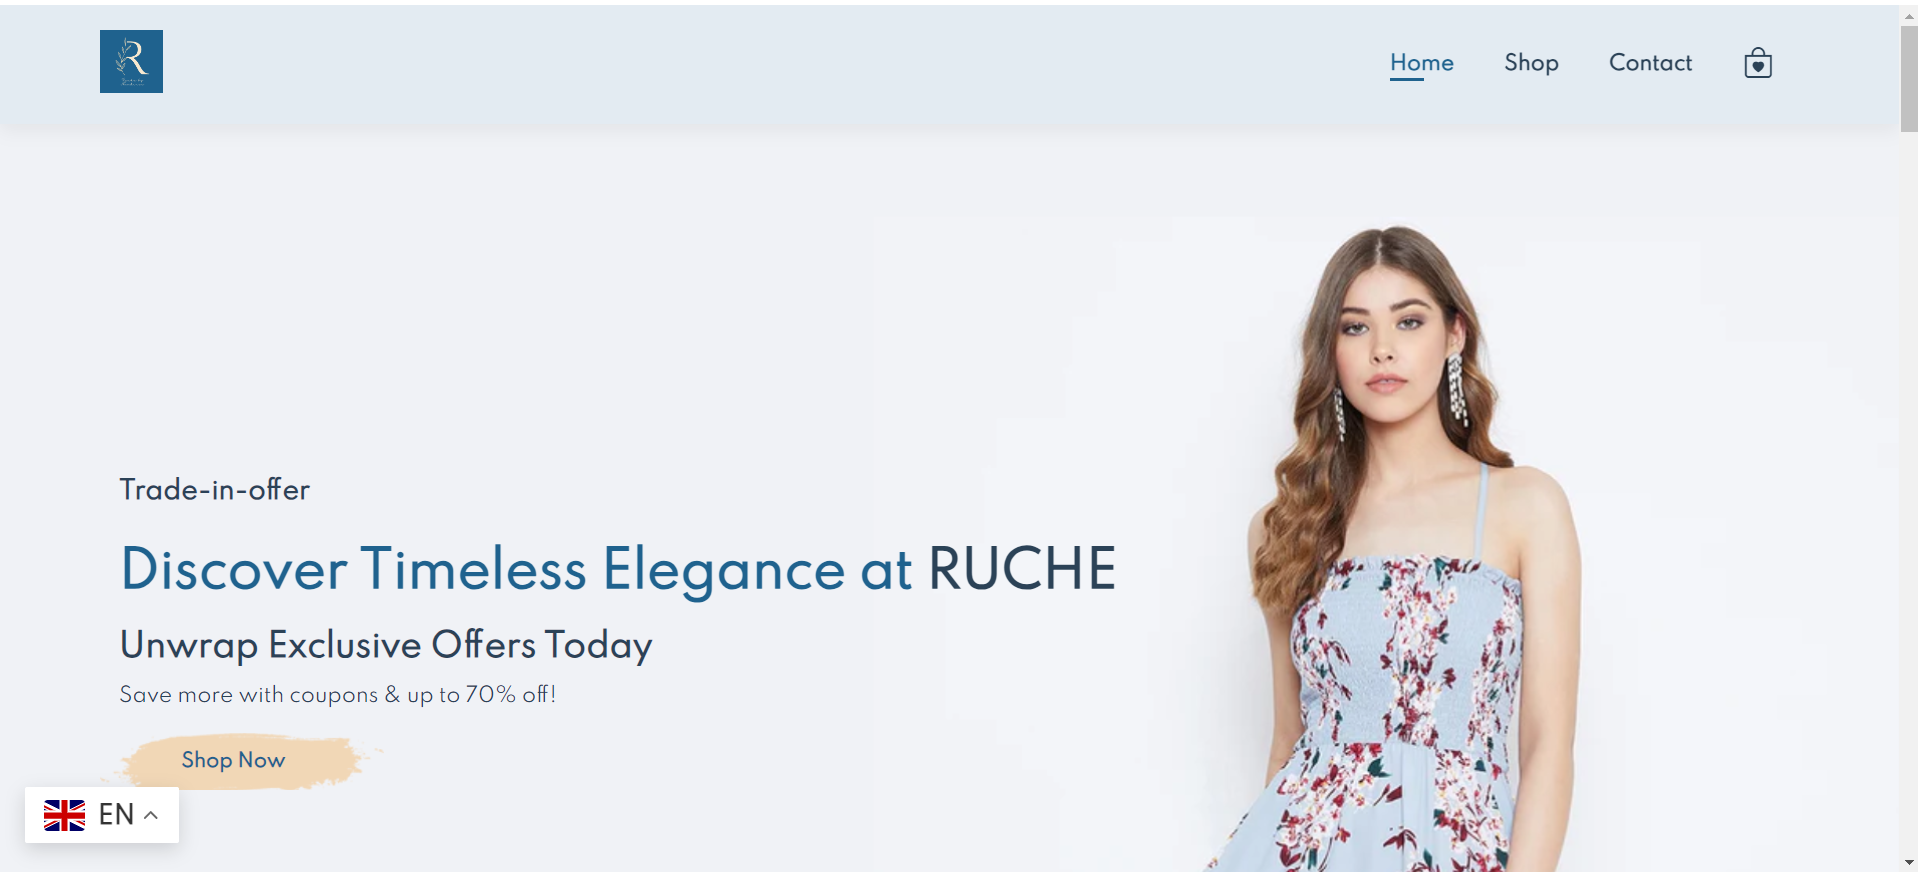 R
Home
Shop
Contact
Trade-in-offer
Discover Timeless Elegance at RUCHE
Unwrap Exclusive Offers Today
Save more with coupons & up to 70% off!
Shop Now
EN